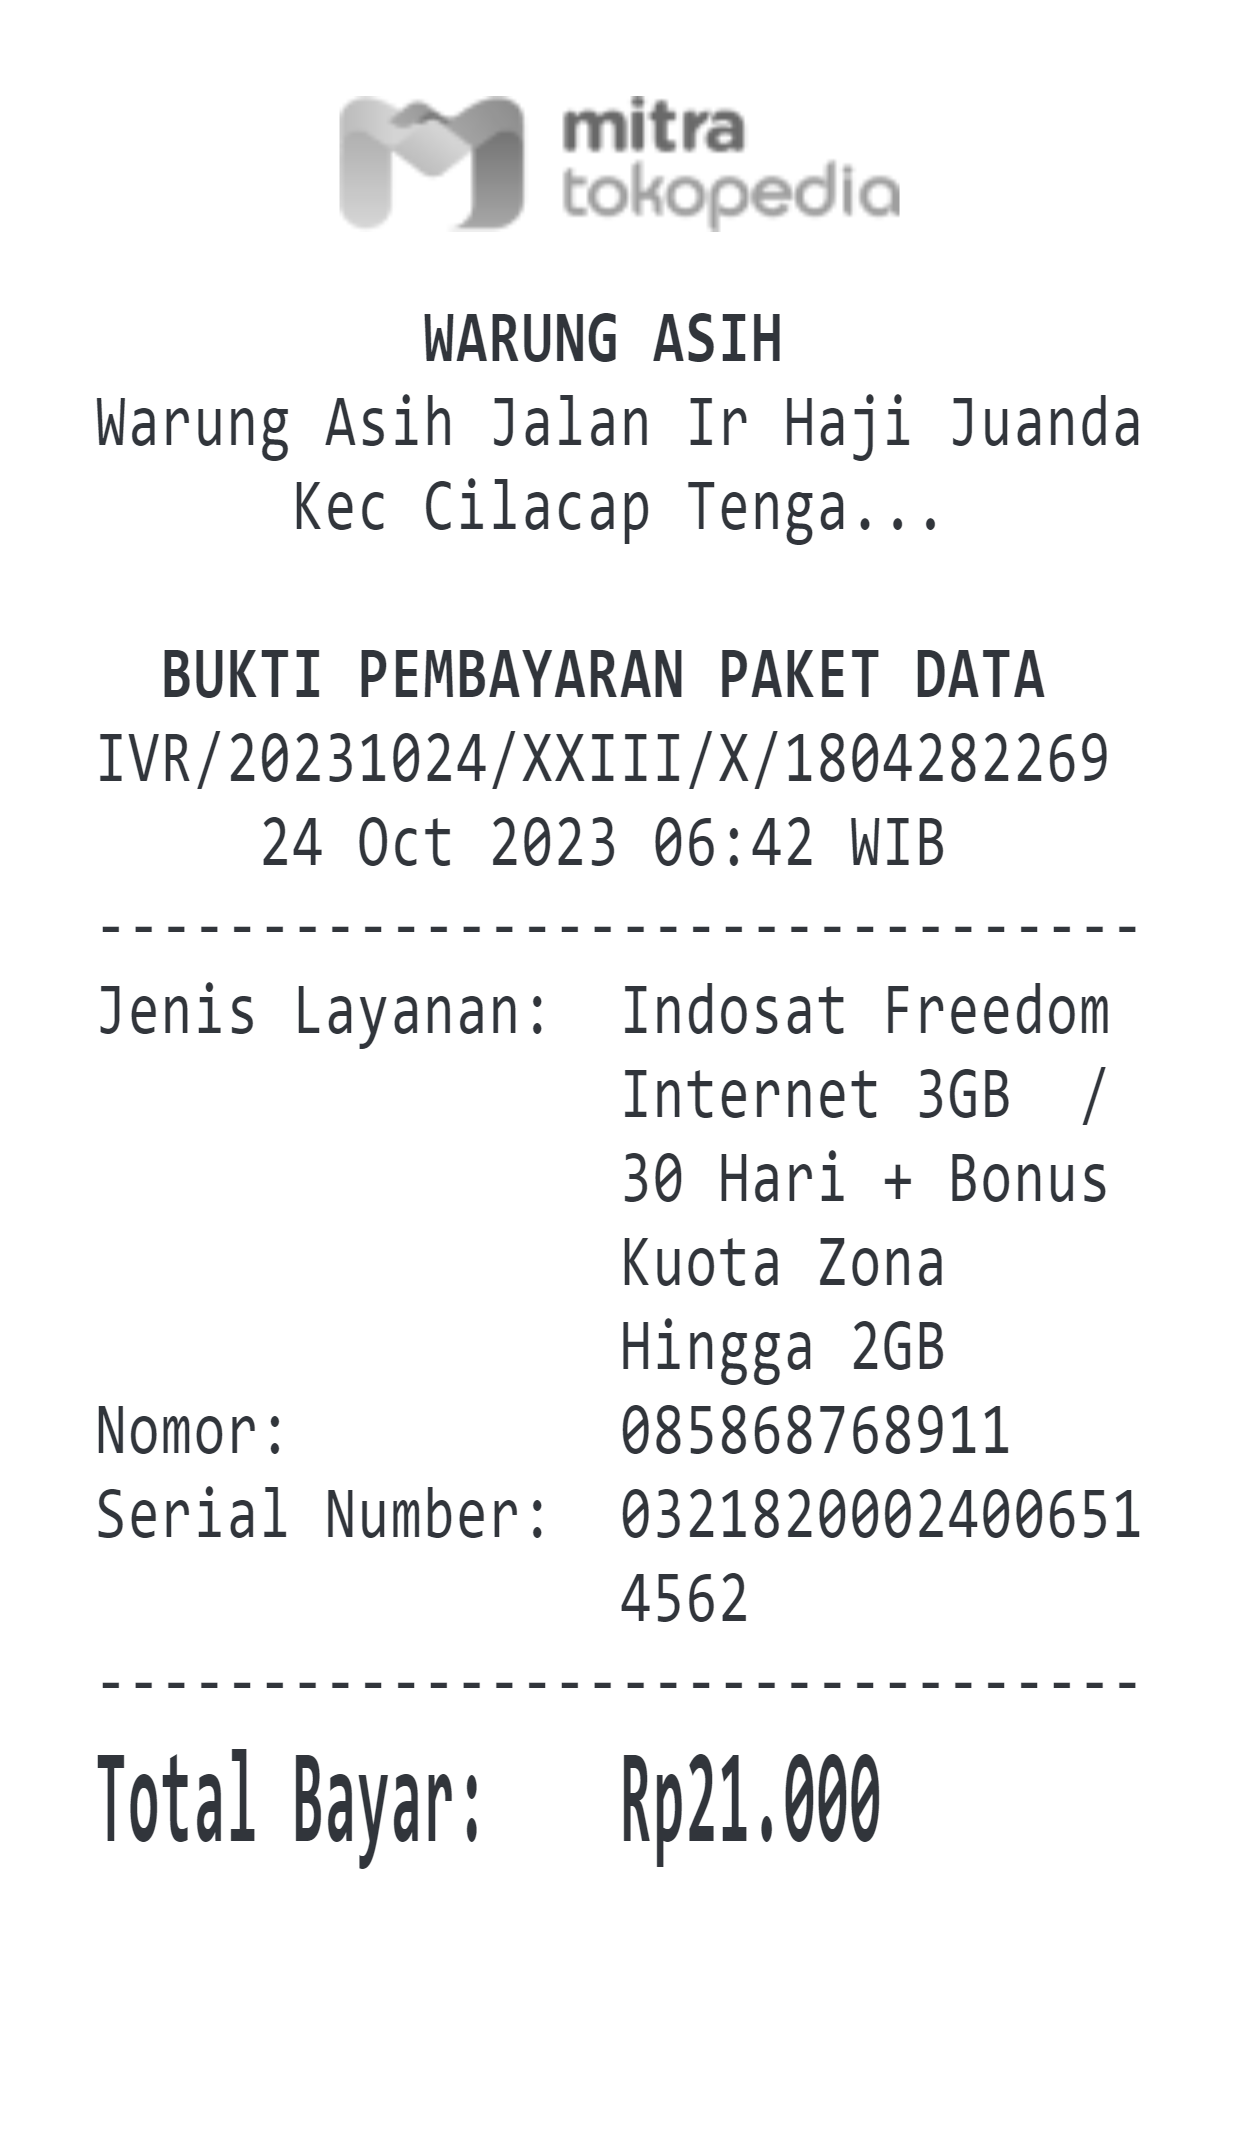 mitra
tokopedia
WARUNG ASIH
Warung Asih Jalan Ir Haji Juanda
Kec Cilacap Tenga...
BUKTI PEMBAYARAN PAKET DATA
IVR/20231024/XXIII/X/1804282269
24 Oct 2023 06:42 WIB
--------------------------------
Jenis Layanan: Indosat Freedom
Internet 3GB  /
30 Hari + Bonus
Kuota Zona
Hingga 2GB
Nomor: 085868768911
Serial Number: 0321820002400651
4562
--------------------------------
Total Bayar: Rp21.000